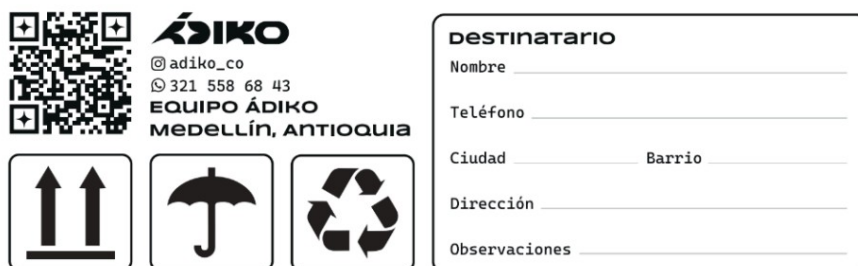 ÁDIKO
adiko_co
321 558 68 43
EQUIPO ÁDIKO
MEDELLÍN, ANTIOQUIA
DESTINATARIO
Nombre
Teléfono
Ciudad Barrio
Dirección
Observaciones